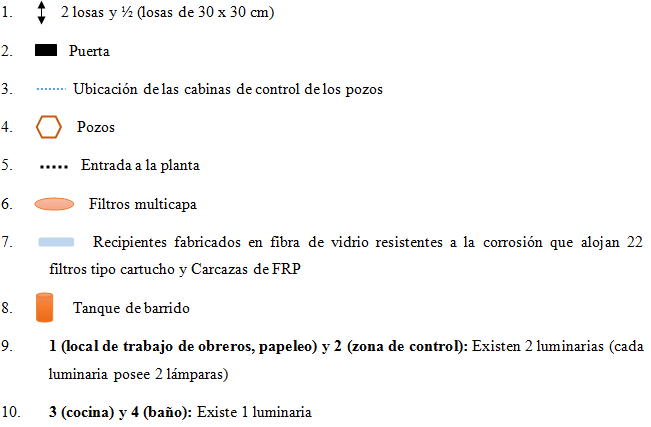 1. 2 losas y ½ (losas de 30 x 30 cm)
2. Puerta
3. Ubicación de las cabinas de control de los pozos
4. Pozos
5. Entrada a la planta
6. Filtros multicapa
7. Recipientes fabricados en fibra de vidrio resistentes a la corrosión que alojan 22
filtros tipo cartucho y Carcazas de FRP
8. Tanque de barrido
9. 1 (local de trabajo de obreros, papeleo) y 2 (zona de control): Existen 2 luminarias (cada
luminaria posee 2 lámparas)
10. 3 (cocina) y 4 (baño): Existe 1 luminaria